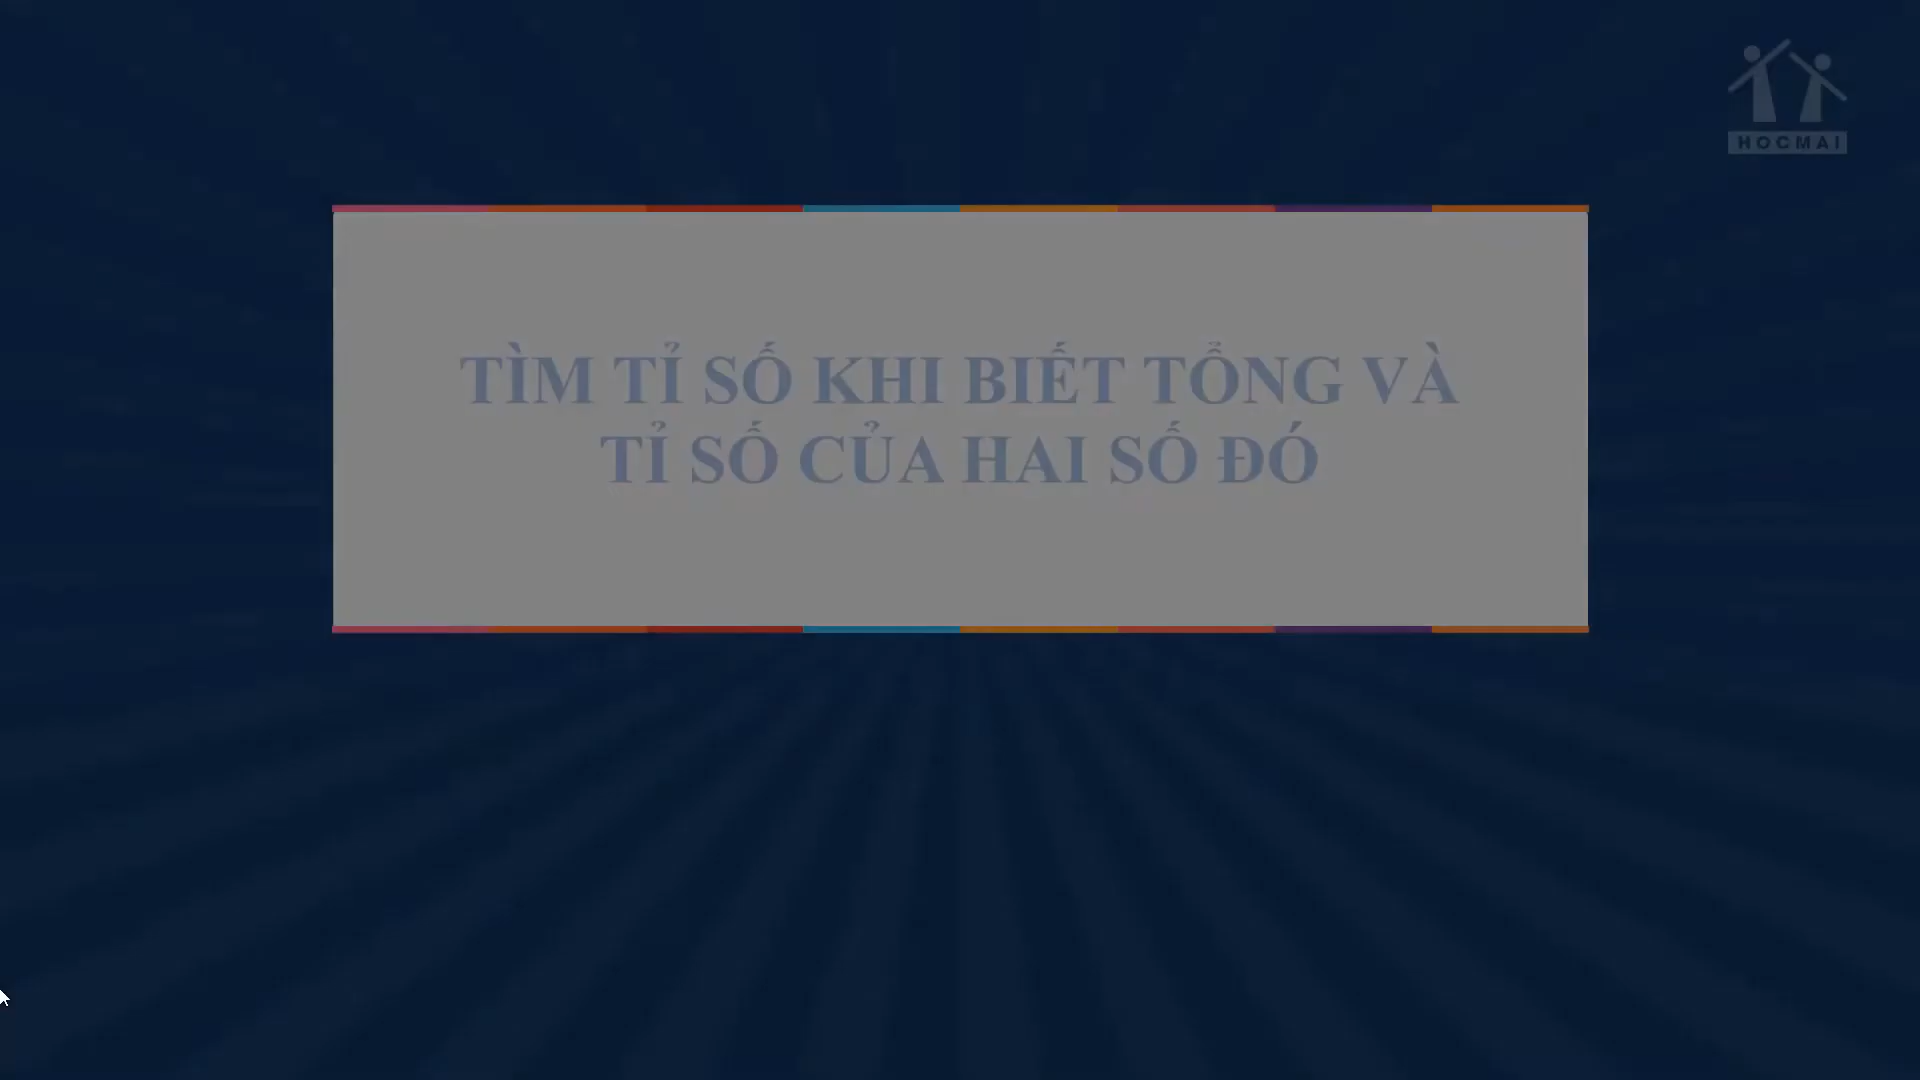 HOCMAI
TÌM TỈ SỐ KHI BIẾT TỔNG VÀ
TỈ SỐ CỦA HAI SỐ ĐÓ